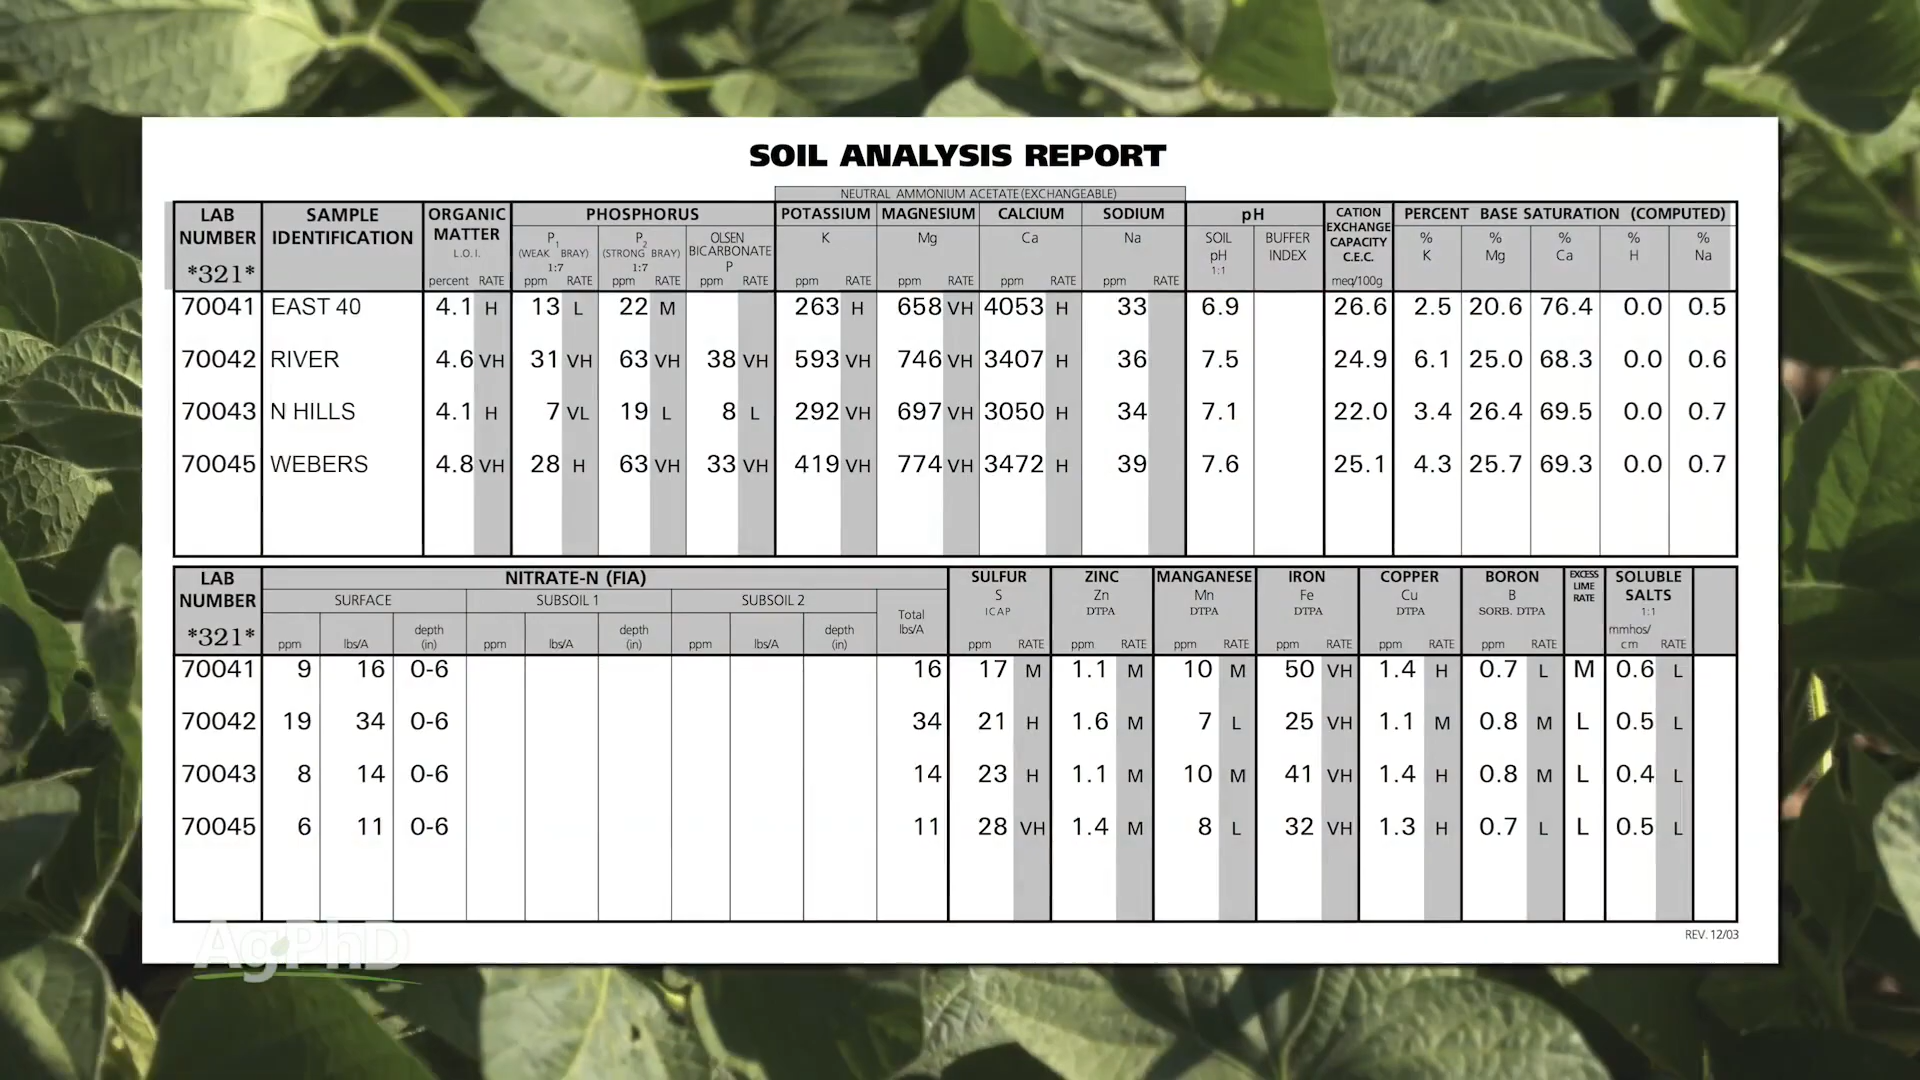 SOIL ANALYSIS REPORT
NEUTRAL AMMONIUM ACETATE (EXCHANGEABLE)
LAB NUMBER *321* SAMPLE IDENTIFICATION ORGANIC MATTER L.O.I. percent RATE PHOSPHORUS P1 (WEAK BRAY) 1:7 ppm RATE P2 (STRONG BRAY) 1:7 ppm RATE OLSEN BICARBONATE P ppm RATE POTASSIUM K ppm RATE MAGNESIUM Mg ppm RATE CALCIUM Ca ppm RATE SODIUM Na ppm RATE pH SOIL pH 1:1 BUFFER INDEX CATION EXCHANGE CAPACITY C.E.C. meq/100g PERCENT BASE SATURATION (COMPUTED) % K % Mg % Ca % H % Na
70041 EAST 40 4.1 H 13 L 22 M 263 H 658 VH 4053 H 33 6.9 26.6 2.5 20.6 76.4 0.0 0.5
70042 RIVER 4.6 VH 31 VH 63 VH 38 VH 593 VH 746 VH 3407 H 36 7.5 24.9 6.1 25.0 68.3 0.0 0.6
70043 N HILLS 4.1 H 7 VL 19 L 8 L 292 VH 697 VH 3050 H 34 7.1 22.0 3.4 26.4 69.5 0.0 0.7
70045 WEBERS 4.8 VH 28 H 63 VH 33 VH 419 VH 774 VH 3472 H 39 7.6 25.1 4.3 25.7 69.3 0.0 0.7
LAB NUMBER *321* NITRATE-N (FIA) SURFACE ppm lbs/A depth (in) SUBSOIL 1 ppm lbs/A depth (in) SUBSOIL 2 ppm lbs/A depth (in) Total lbs/A SULFUR S ICAP ppm RATE ZINC Zn DTPA ppm RATE MANGANESE Mn DTPA ppm RATE IRON Fe DTPA ppm RATE COPPER Cu DTPA ppm RATE BORON B SORB. DTPA ppm RATE EXCESS LIME RATE SOLUBLE SALTS 1:1 mmhos/cm RATE
70041 9 16 0-6 16 17 M 1.1 M 10 M 50 VH 1.4 H 0.7 L M 0.6 L
70042 19 34 0-6 34 21 H 1.6 M 7 L 25 VH 1.1 M 0.8 M L 0.5 L
70043 8 14 0-6 14 23 H 1.1 M 10 M 41 VH 1.4 H 0.8 M L 0.4 L
70045 6 11 0-6 11 28 VH 1.4 M 8 L 32 VH 1.3 H 0.7 L L 0.5 L
REV. 12/03
AgPhD